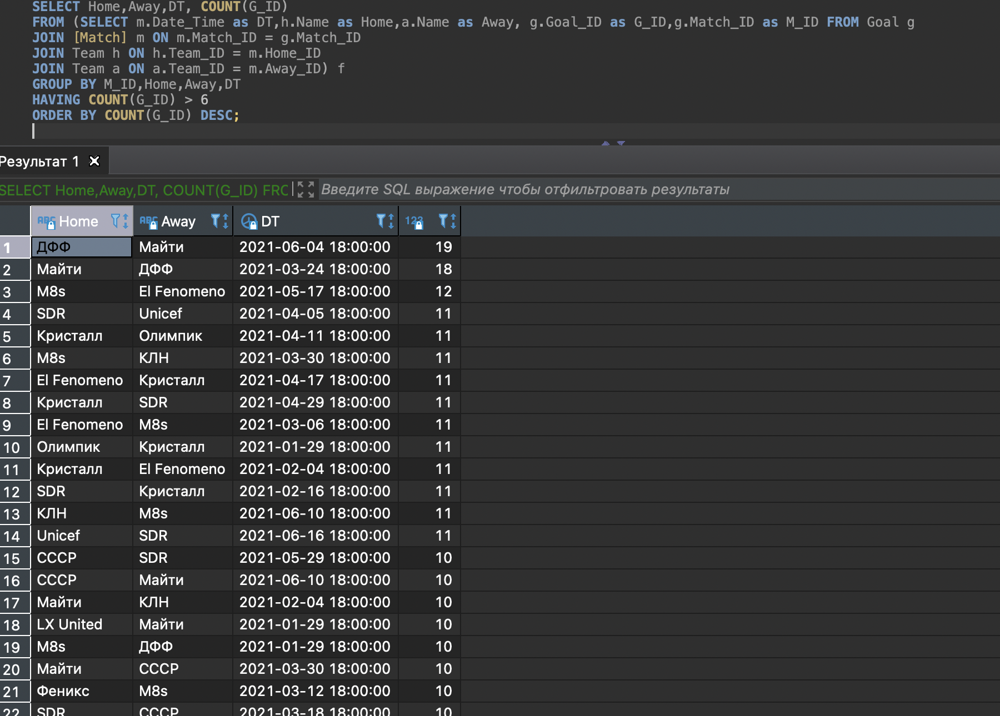 SELECT Home,Away,DT, COUNT(G_ID)
FROM (SELECT m.Date_Time as DT,h.Name as Home,a.Name as Away, g.Goal_ID as G_ID,g.Match_ID as M_ID FROM Goal g
JOIN [Match] m ON m.Match_ID = g.Match_ID
JOIN Team h ON h.Team_ID = m.Home_ID
JOIN Team a ON a.Team_ID = m.Away_ID) f
GROUP BY M_ID,Home,Away,DT
HAVING COUNT(G_ID) > 6
ORDER BY COUNT(G_ID) DESC;
Результат 1
SELECT Home,Away,DT, COUNT(G_ID) FRO Введите SQL выражение чтобы отфильтровать результаты
ABC Home ABC Away DT 123
1 ДФФ Майти 2021-06-04 18:00:00 19
2 Майти ДФФ 2021-03-24 18:00:00 18
3 M8s El Fenomeno 2021-05-17 18:00:00 12
4 SDR Unicef 2021-04-05 18:00:00 11
5 Кристалл Олимпик 2021-04-11 18:00:00 11
6 M8s КЛН 2021-03-30 18:00:00 11
7 El Fenomeno Кристалл 2021-04-17 18:00:00 11
8 Кристалл SDR 2021-04-29 18:00:00 11
9 El Fenomeno M8s 2021-03-06 18:00:00 11
10 Олимпик Кристалл 2021-01-29 18:00:00 11
11 Кристалл El Fenomeno 2021-02-04 18:00:00 11
12 SDR Кристалл 2021-02-16 18:00:00 11
13 КЛН M8s 2021-06-10 18:00:00 11
14 Unicef SDR 2021-06-16 18:00:00 11
15 СССР SDR 2021-05-29 18:00:00 10
16 СССР Майти 2021-06-10 18:00:00 10
17 Майти КЛН 2021-02-04 18:00:00 10
18 LX United Майти 2021-01-29 18:00:00 10
19 M8s ДФФ 2021-01-29 18:00:00 10
20 Майти СССР 2021-03-30 18:00:00 10
21 Феникс M8s 2021-03-12 18:00:00 10
22 SDR СССР 2021-03-18 18:00:00 10